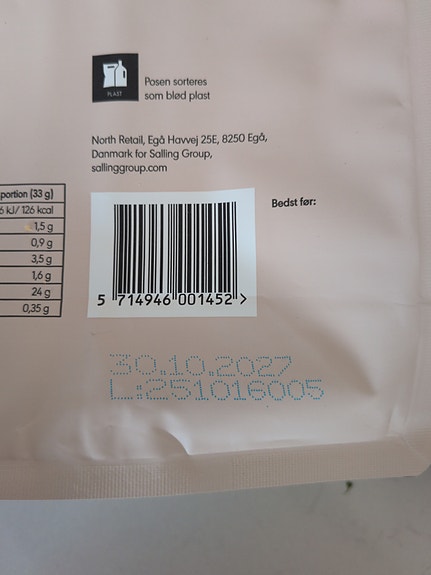 PLAST
Posen sorteres
som blød plast
North Retail, Egå Havvej 25E, 8250 Egå,
Danmark for Salling Group,
sallinggroup.com
portion (33 g)
6 kJ/126 kcal
1,5 g
0,9 g
3,5 g
1,6 g
24 g
0,35 g
Bedst før:
5 714946 001452 >
30.10.2027
L:251016005